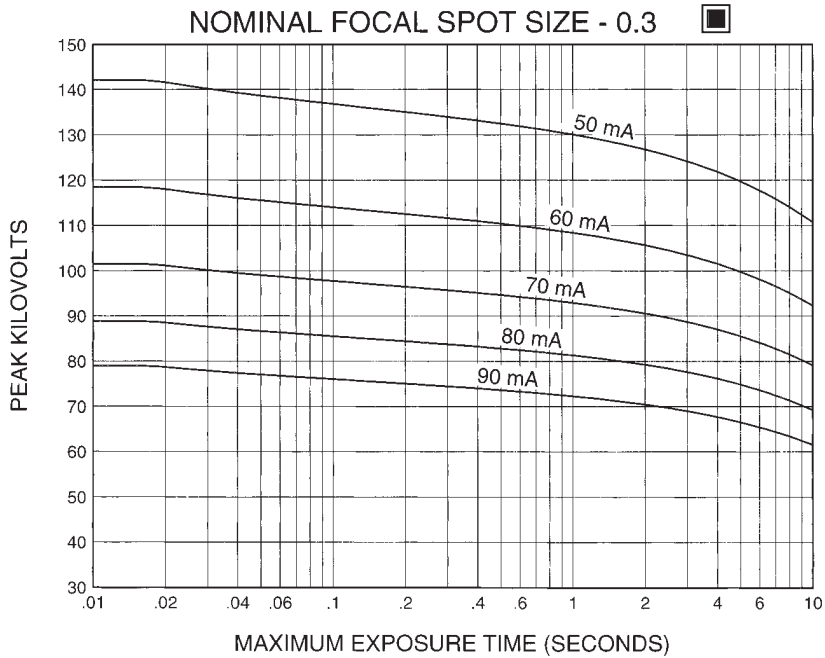 NOMINAL FOCAL SPOT SIZE - 0.3
150
140
130
120
110
100
90
80
70
60
50
40
30
PEAK KILOVOLTS
50 mA
60 mA
70 mA
80 mA
90 mA
.01 .02 .04 .06 .1 .2 .4 .6 1 2 4 6 10
MAXIMUM EXPOSURE TIME (SECONDS)